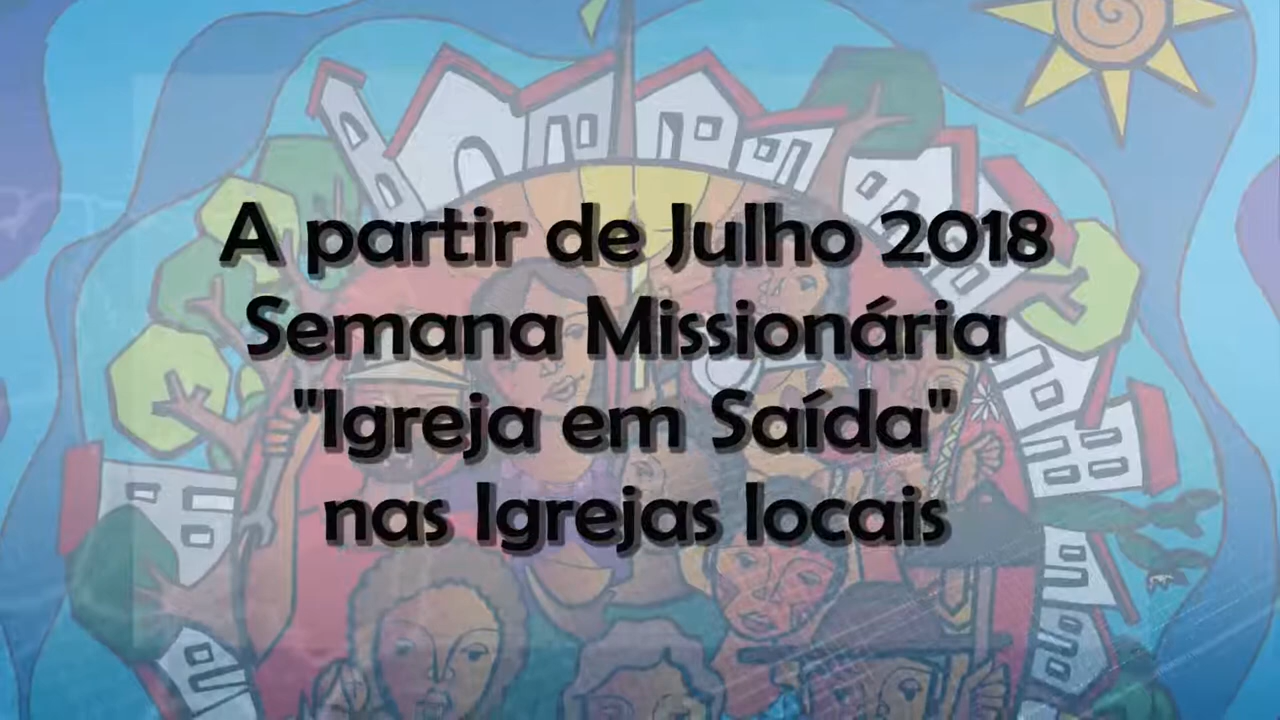 A partir de Julho 2018
Semana Missionária
"Igreja em Saída"
nas Igrejas locais